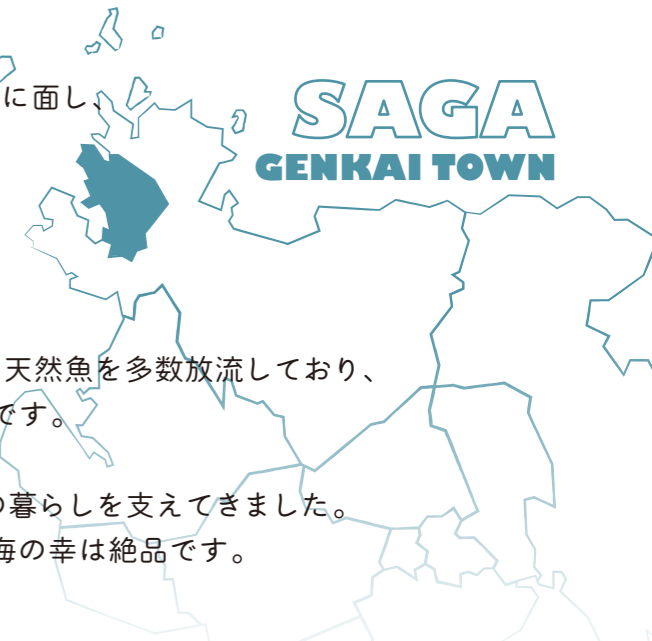 に面し、
SAGA
GENKAI TOWN
天然魚を多数放流しており、
です。
の暮らしを支えてきました。
海の幸は絶品です。